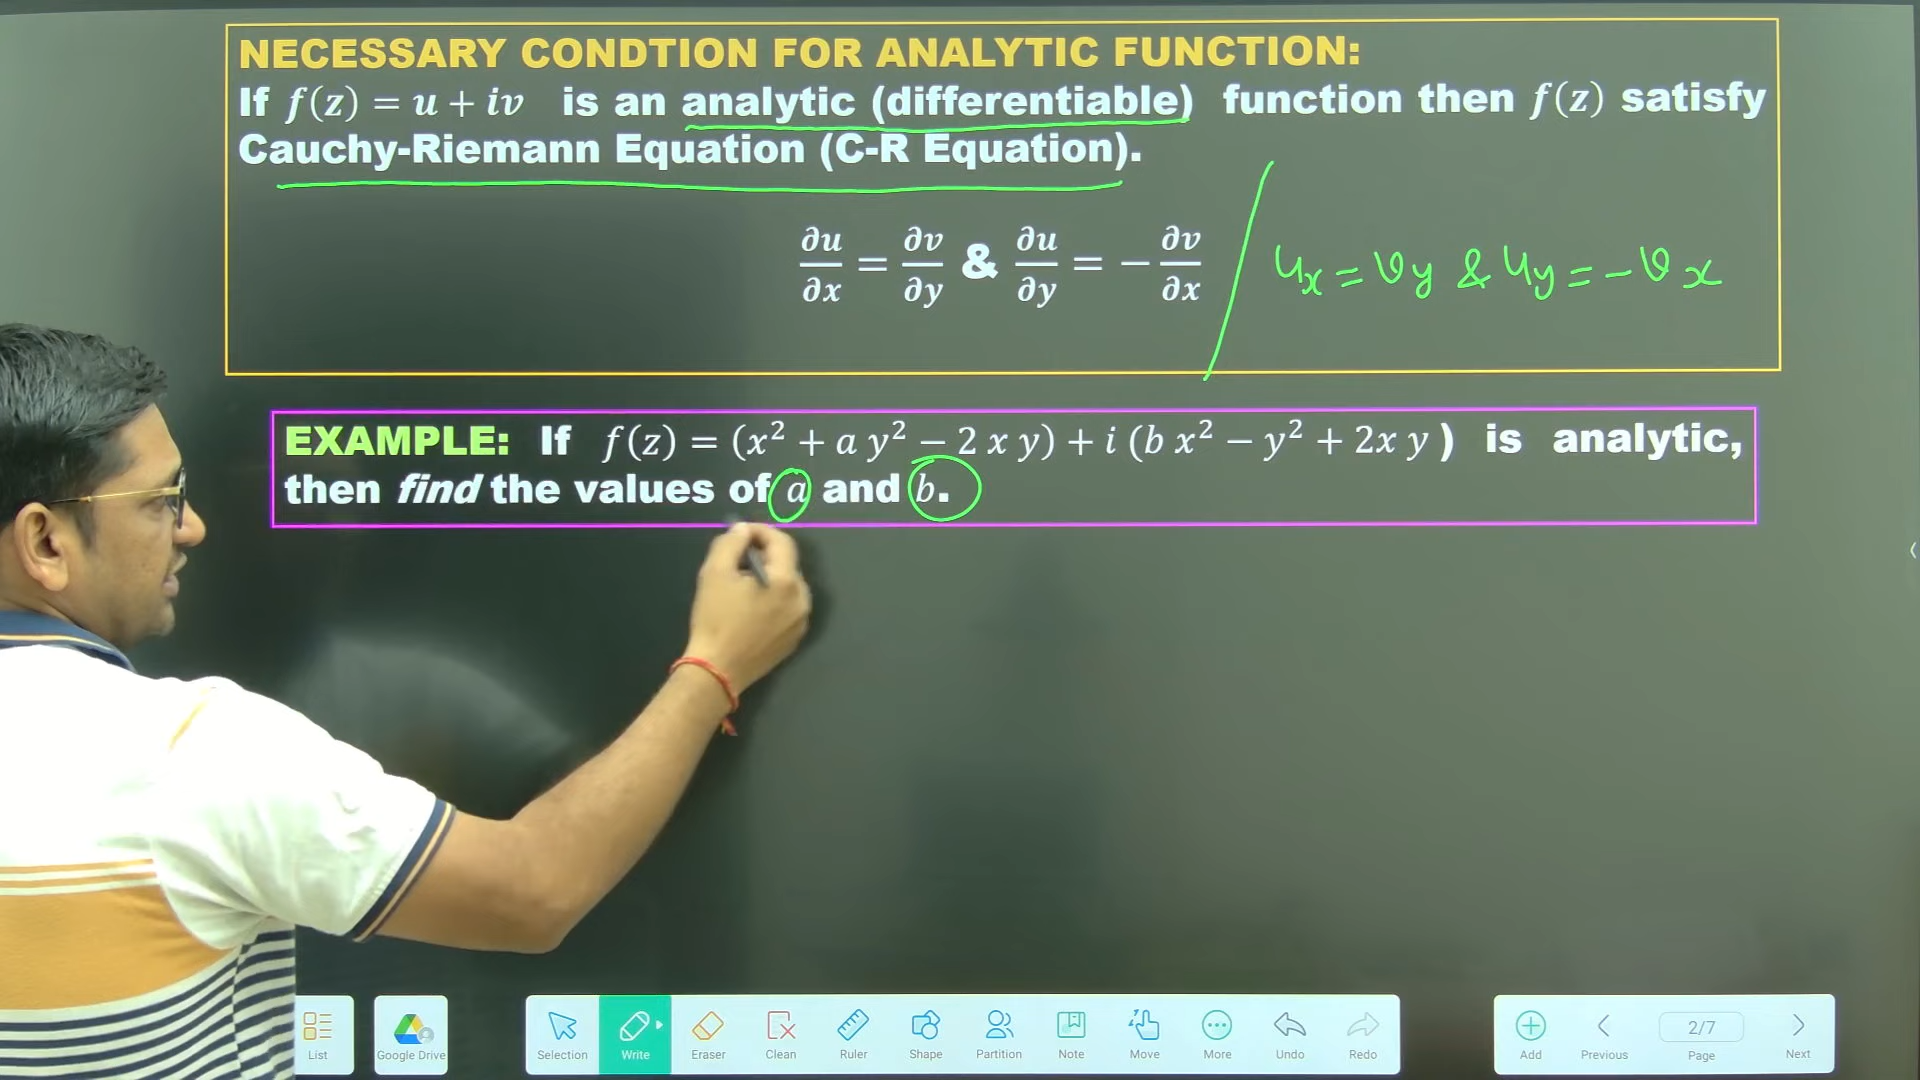 NECESSARY CONDTION FOR ANALYTIC FUNCTION:
If f(z) = u + iv is an analytic (differentiable) function then f(z) satisfy
Cauchy-Riemann Equation (C-R Equation).
∂u/∂x = ∂v/∂y & ∂u/∂y = − ∂v/∂x
ux = vy & uy = −vx
EXAMPLE: If f(z) = (x² + a y² − 2 x y) + i (b x² − y² + 2x y ) is analytic,
then find the values of a and b.
List
Google Drive
Selection
Write
Eraser
Clean
Ruler
Shape
Partition
Note
Move
More
Undo
Redo
Add
Previous
2/7
Page
Next